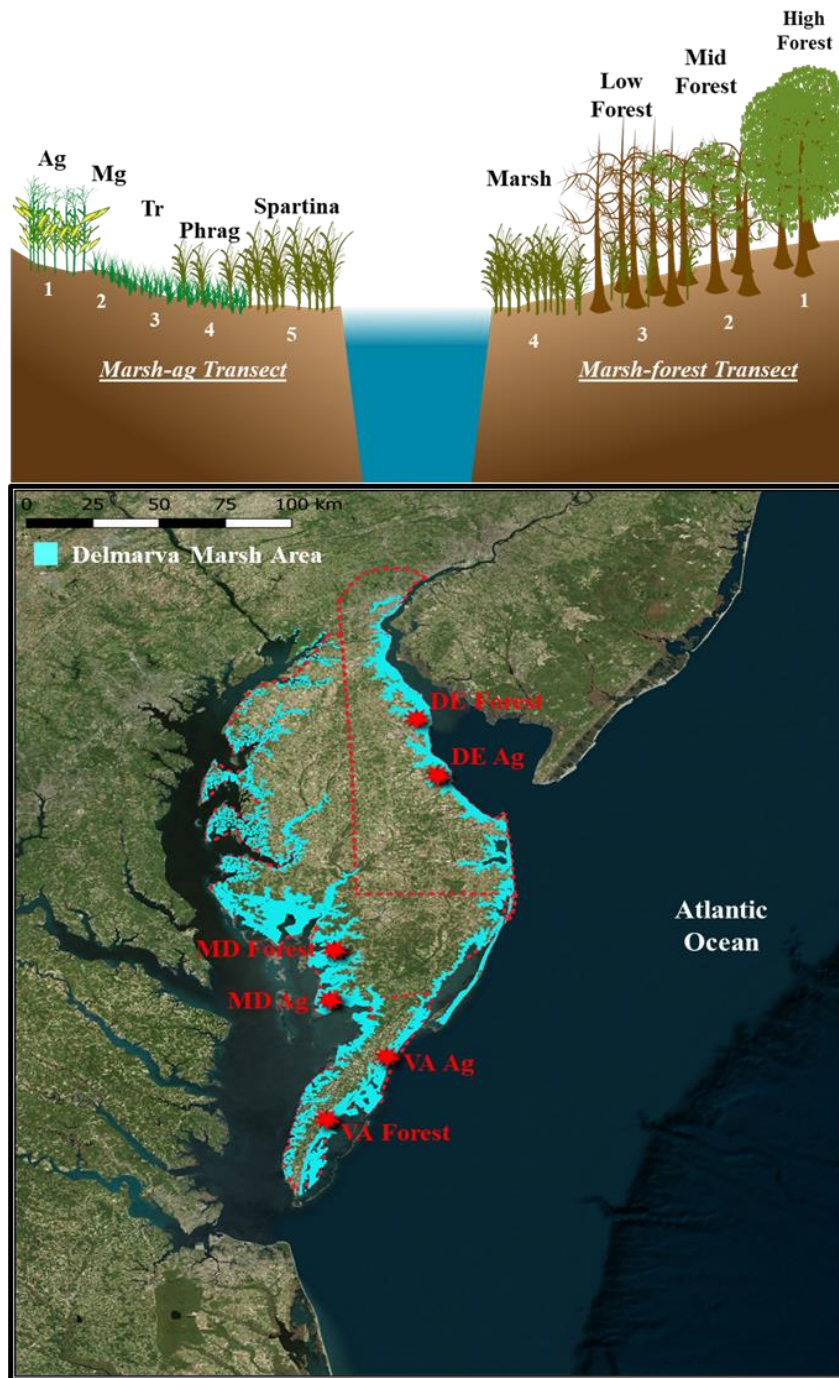 High
Forest
Mid
Forest
Low
Forest
Marsh
Ag
Mg
Tr
Phrag
Spartina
1
2
3
4
5
4
3
2
1
Marsh-ag Transect
Marsh-forest Transect
0 25 50 75 100 km
Delmarva Marsh Area
DE Forest
DE Ag
Atlantic
Ocean
MD Forest
MD Ag
VA Ag
VA Forest